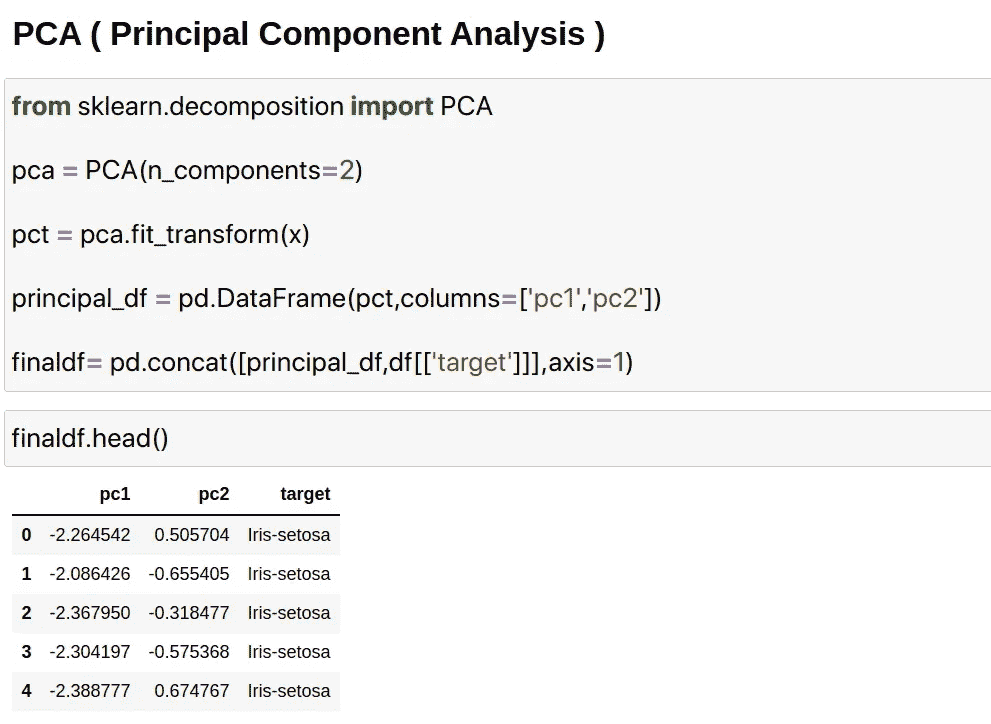 PCA ( Principal Component Analysis )
from sklearn.decomposition import PCA
pca = PCA(n_components=2)
pct = pca.fit_transform(x)
principal_df = pd.DataFrame(pct,columns=['pc1','pc2'])
finaldf= pd.concat([principal_df,df[['target']]],axis=1)
finaldf.head()
pc1 pc2 target
0 -2.264542 0.505704 Iris-setosa
1 -2.086426 -0.655405 Iris-setosa
2 -2.367950 -0.318477 Iris-setosa
3 -2.304197 -0.575368 Iris-setosa
4 -2.388777 0.674767 Iris-setosa